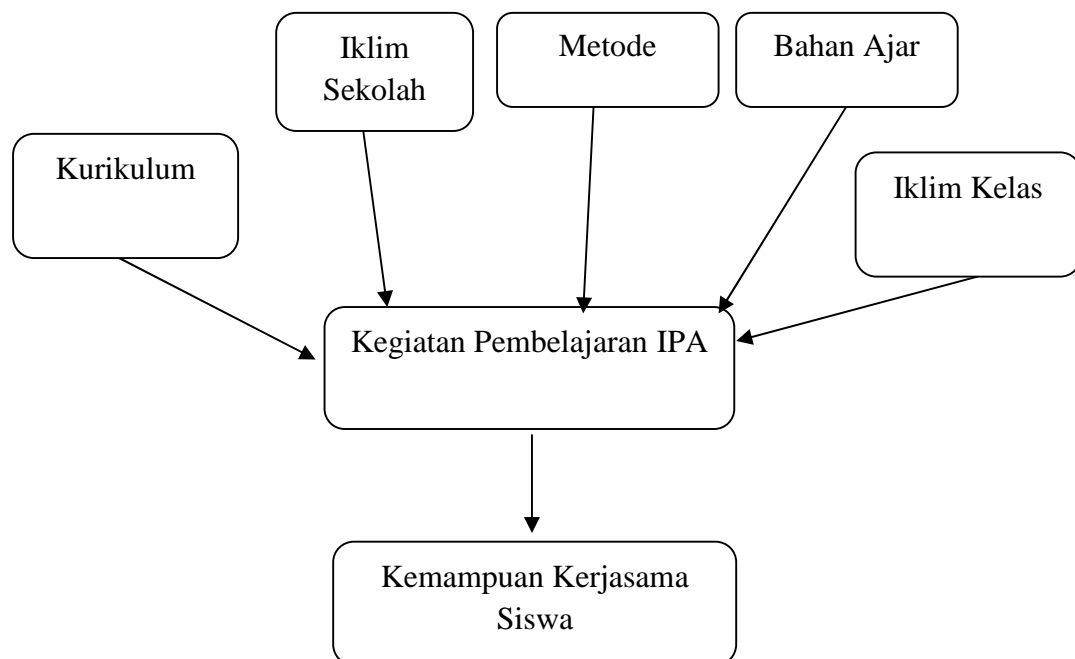 Iklim
Sekolah
Metode
Bahan Ajar
Kurikulum
Iklim Kelas
Kegiatan Pembelajaran IPA
Kemampuan Kerjasama
Siswa